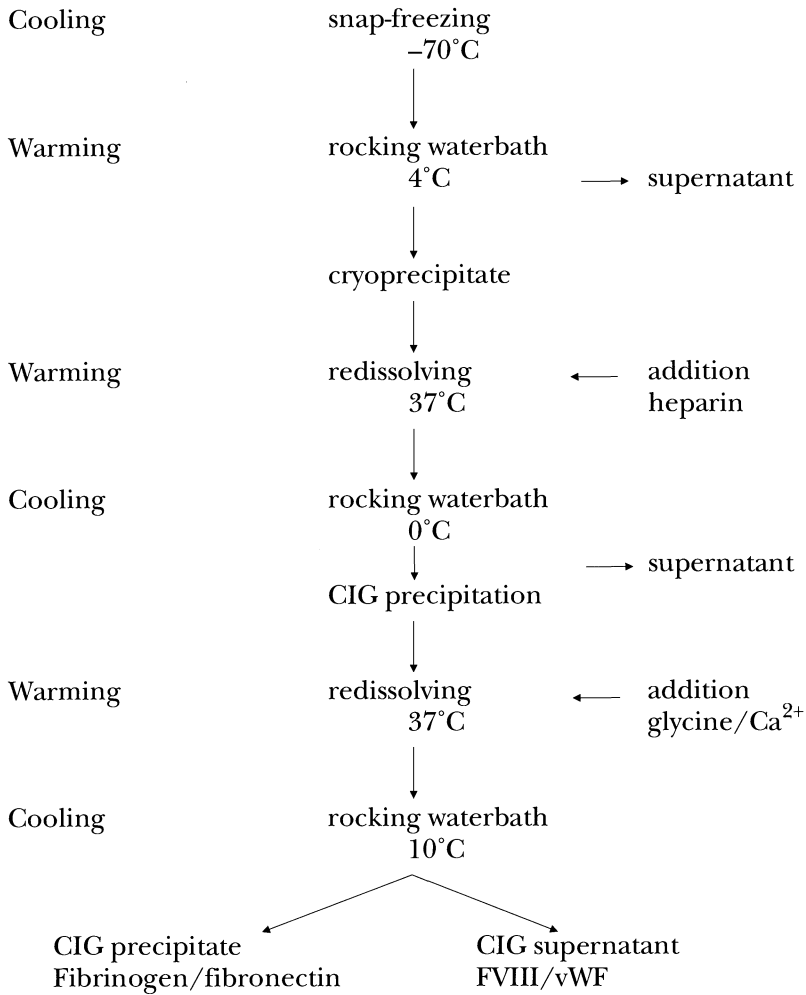 Cooling snap-freezing
–70°C
Warming rocking waterbath
4°C supernatant
cryoprecipitate
Warming redissolving addition
37°C heparin
Cooling rocking waterbath
0°C
supernatant
CIG precipitation
Warming redissolving addition
37°C glycine/Ca²⁺
Cooling rocking waterbath
10°C
CIG precipitate CIG supernatant
Fibrinogen/fibronectin FVIII/vWF